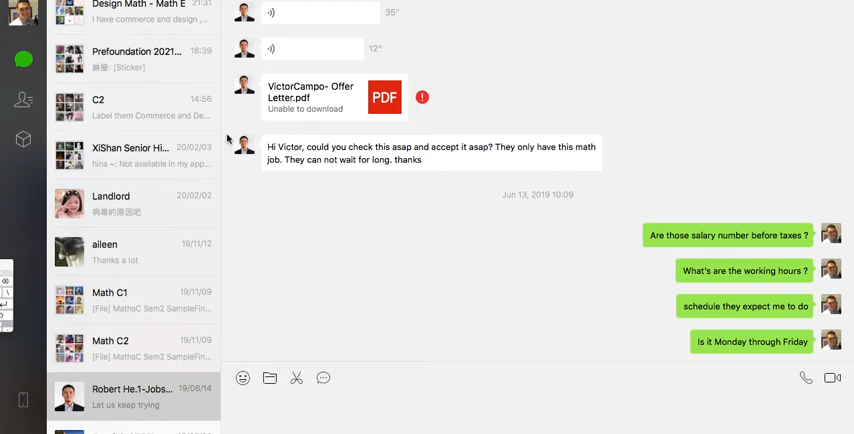 Design Math - Math E
21:31
I have commerce and design ,...
Prefoundation 2021...
18:39
[Sticker]
C2
14:56
Label them Commerce and De...
XiShan Senior Hi...
20/02/03
hina ~: Not available in my app...
Landlord
20/02/02
病毒的原因吧
aileen
19/11/12
Thanks a lot
Math C1
19/11/09
[File] MathsC Sem2 SampleFin...
Math C2
19/11/09
[File] MathsC Sem2 SampleFin...
Robert He.1-Jobs...
19/06/14
Let us keep trying
35"
12"
VictorCampo- Offer
Letter.pdf
Unable to download
PDF
!
Hi Victor, could you check this asap and accept it asap? They only have this math
job. They can not wait for long. thanks
Jun 13, 2019 10:09
Are those salary number before taxes ?
What's are the working hours ?
schedule they expect me to do
Is it Monday through Friday